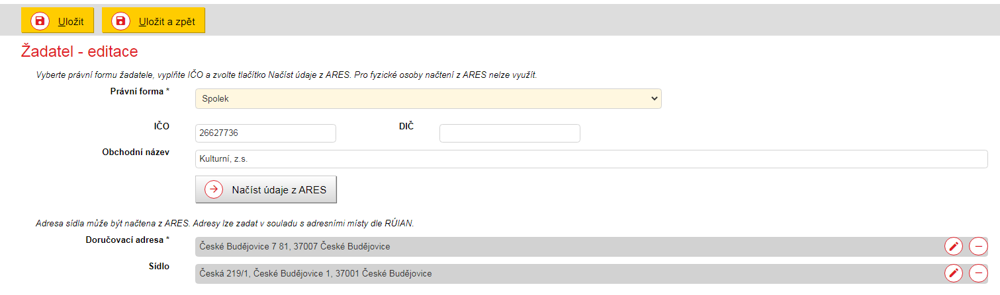 Uložit Uložit a zpět
Žadatel - editace
Vyberte právní formu žadatele, vyplňte IČO a zvolte tlačítko Načíst údaje z ARES. Pro fyzické osoby načtení z ARES nelze využít.
Právní forma * Spolek
IČO 26627736 DIČ
Obchodní název Kulturní, z.s.
Načíst údaje z ARES
Adresa sídla může být načtena z ARES. Adresy lze zadat v souladu s adresními místy dle RÚIAN.
Doručovací adresa * České Budějovice 7 81, 37007 České Budějovice
Sídlo Česká 219/1, České Budějovice 1, 37001 České Budějovice